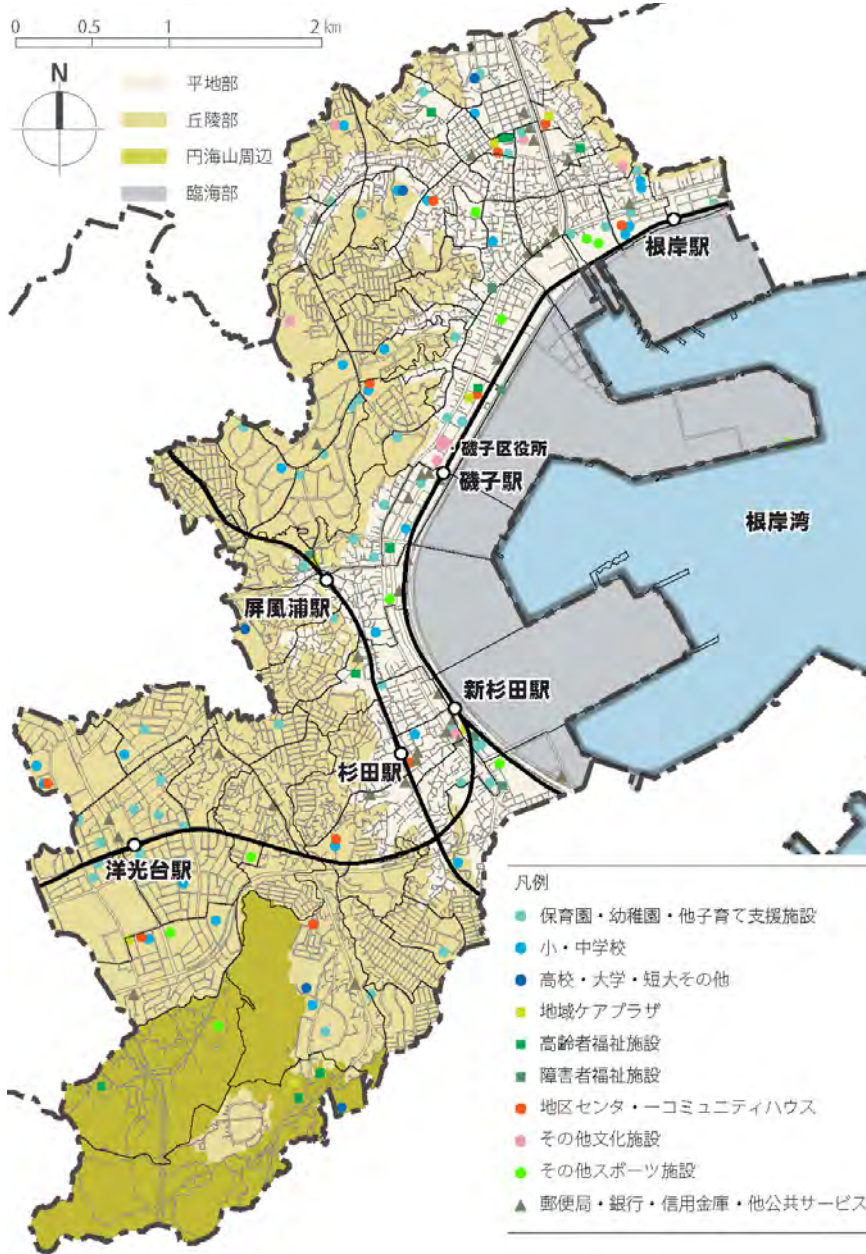 0 0.5 1 2 km
N
平地部
丘陵部
円海山周辺
臨海部
根岸駅
磯子区役所
磯子駅
根岸湾
屏風浦駅
新杉田駅
杉田駅
洋光台駅
凡例
保育園・幼稚園・他子育て支援施設
小・中学校
高校・大学・短大その他
地域ケアプラザ
高齢者福祉施設
障害者福祉施設
地区センタ・ーコミュニティハウス
その他文化施設
その他スポーツ施設
郵便局・銀行・信用金庫・他公共サービス